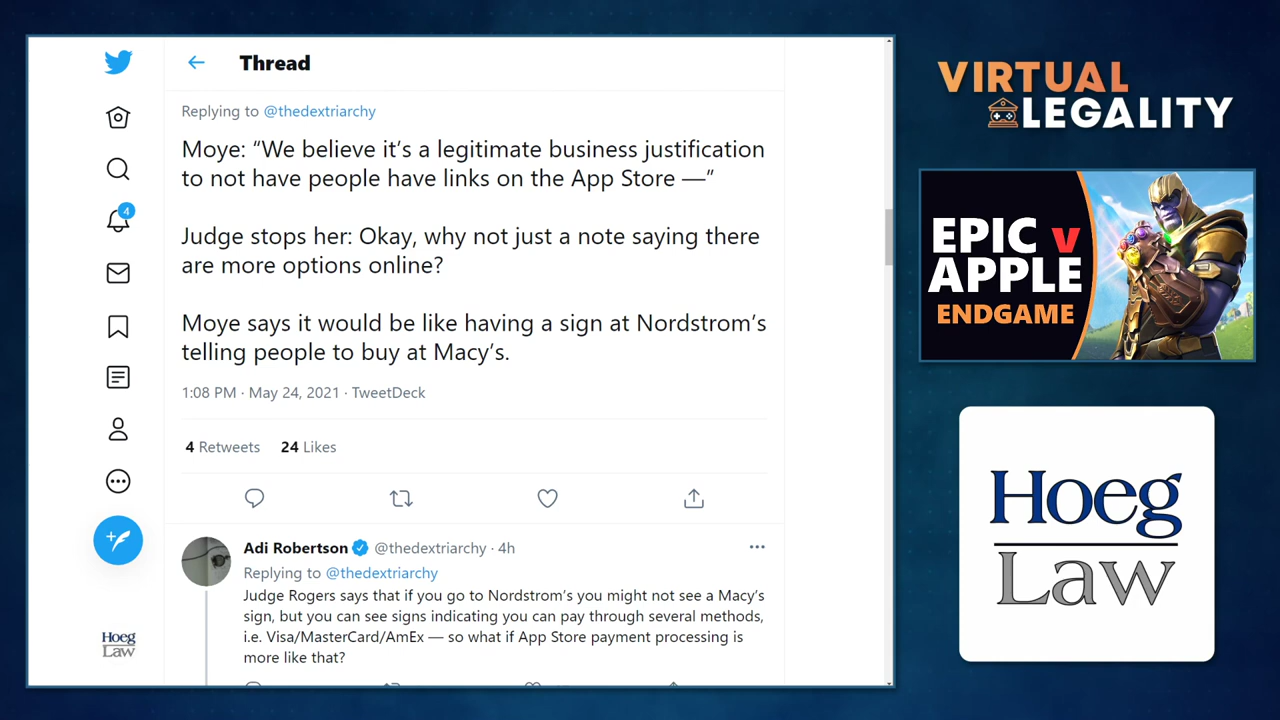 Thread
Replying to @thedextriarchy
Moye: “We believe it’s a legitimate business justification
to not have people have links on the App Store —”
Judge stops her: Okay, why not just a note saying there
are more options online?
Moye says it would be like having a sign at Nordstrom’s
telling people to buy at Macy’s.
1:08 PM · May 24, 2021 · TweetDeck
4 Retweets 24 Likes
Adi Robertson @thedextriarchy · 4h
Replying to @thedextriarchy
Judge Rogers says that if you go to Nordstrom’s you might not see a Macy’s
sign, but you can see signs indicating you can pay through several methods,
i.e. Visa/MasterCard/AmEx — so what if App Store payment processing is
more like that?
4
Hoeg
Law
VIRTUAL
LEGALITY
EPIC v
APPLE
ENDGAME
Hoeg
Law